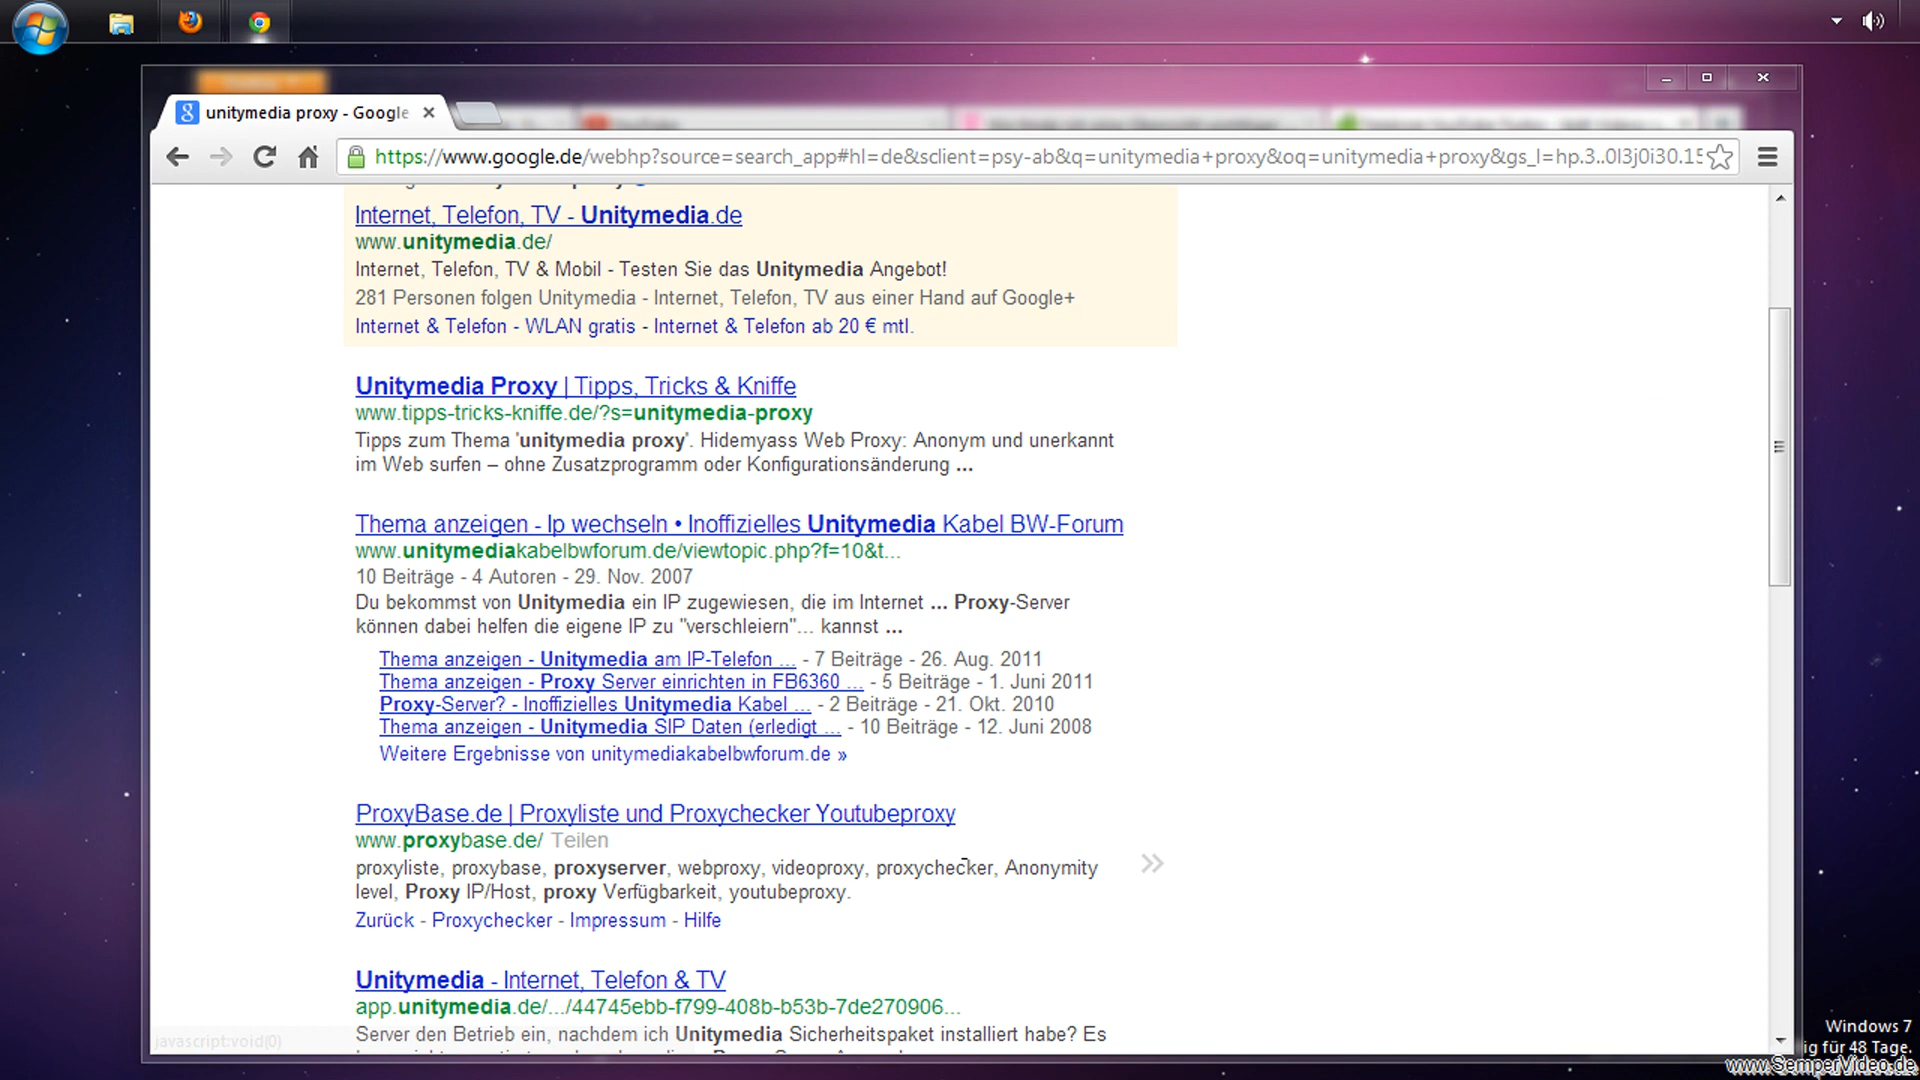 unitymedia proxy - Google
https://www.google.de/webhp?source=search_app#hl=de&sclient=psy-ab&q=unitymedia+proxy&oq=unitymedia+proxy&gs_l=hp.3..0l3j0i30.15
Internet, Telefon, TV - Unitymedia.de
www.unitymedia.de/
Internet, Telefon, TV & Mobil - Testen Sie das Unitymedia Angebot!
281 Personen folgen Unitymedia - Internet, Telefon, TV aus einer Hand auf Google+
Internet & Telefon - WLAN gratis - Internet & Telefon ab 20 € mtl.
Unitymedia Proxy | Tipps, Tricks & Kniffe
www.tipps-tricks-kniffe.de/?s=unitymedia-proxy
Tipps zum Thema 'unitymedia proxy'. Hidemyass Web Proxy: Anonym und unerkannt
im Web surfen – ohne Zusatzprogramm oder Konfigurationsänderung ...
Thema anzeigen - Ip wechseln • Inoffizielles Unitymedia Kabel BW-Forum
www.unitymediakabelbwforum.de/viewtopic.php?f=10&t...
10 Beiträge - 4 Autoren - 29. Nov. 2007
Du bekommst von Unitymedia ein IP zugewiesen, die im Internet ... Proxy-Server
können dabei helfen die eigene IP zu "verschleiern"... kannst ...
Thema anzeigen - Unitymedia am IP-Telefon ... - 7 Beiträge - 26. Aug. 2011
Thema anzeigen - Proxy Server einrichten in FB6360 ... - 5 Beiträge - 1. Juni 2011
Proxy-Server? - Inoffizielles Unitymedia Kabel ... - 2 Beiträge - 21. Okt. 2010
Thema anzeigen - Unitymedia SIP Daten (erledigt ... - 10 Beiträge - 12. Juni 2008
Weitere Ergebnisse von unitymediakabelbwforum.de »
ProxyBase.de | Proxyliste und Proxychecker Youtubeproxy
www.proxybase.de/ Teilen
proxyliste, proxybase, proxyserver, webproxy, videoproxy, proxychecker, Anonymity
level, Proxy IP/Host, proxy Verfügbarkeit, youtubeproxy.
Zurück - Proxychecker - Impressum - Hilfe
Unitymedia - Internet, Telefon & TV
app.unitymedia.de/.../44745ebb-f799-408b-b53b-7de270906...
Server den Betrieb ein, nachdem ich Unitymedia Sicherheitspaket installiert habe? Es
javascript:void(0)
Windows 7
ig für 48 Tage.
www.SemperVideo.de